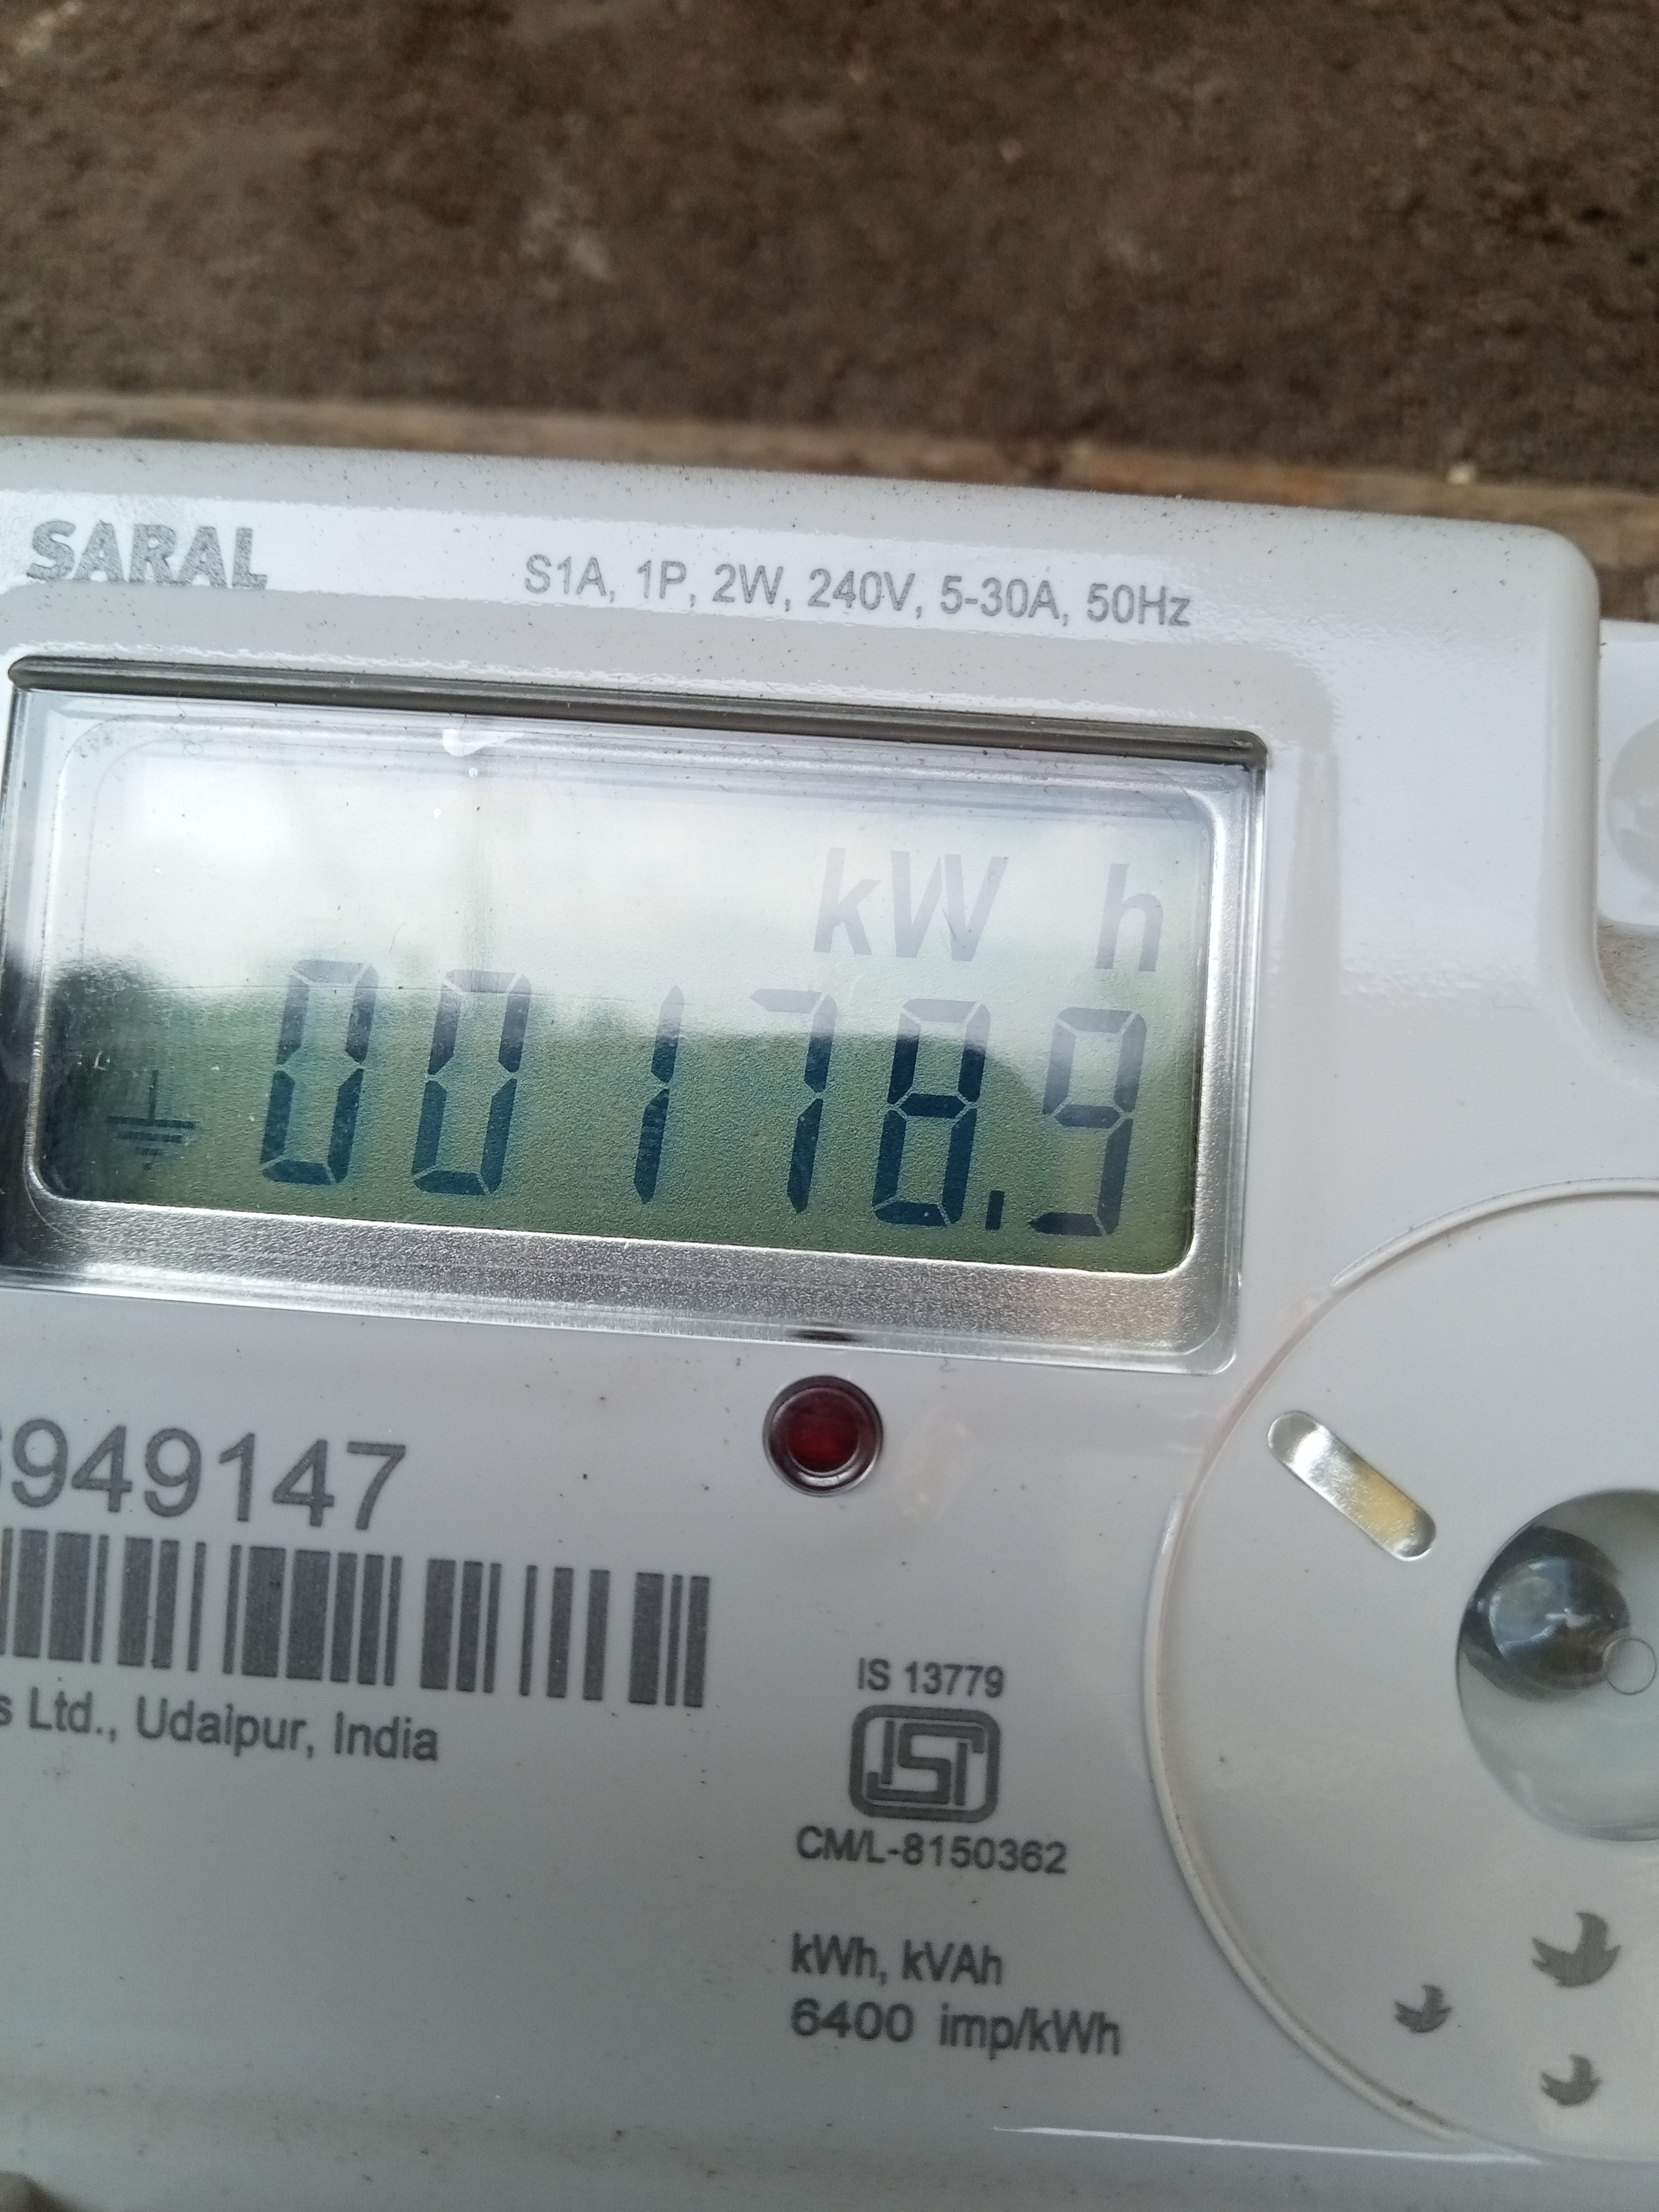 SARAL
S1A, 1P, 2W, 240V, 5-30A, 50Hz
kW h
00178.9
949147
s Ltd., Udaipur, India
IS 13779
ISI
CM/L-8150362
kWh, kVAh
6400 imp/kWh